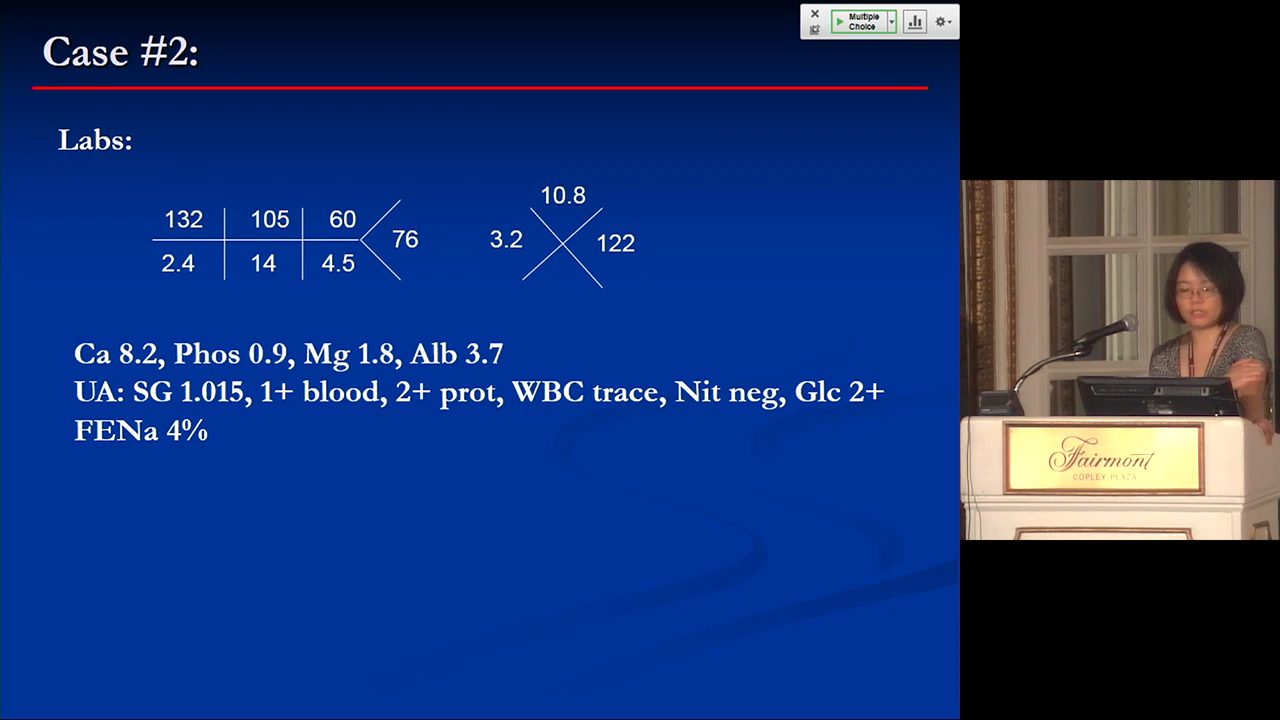 Multiple
Choice
Case #2:
Labs:
10.8
132 105 60
76
3.2
122
2.4 14 4.5
Ca 8.2, Phos 0.9, Mg 1.8, Alb 3.7
UA: SG 1.015, 1+ blood, 2+ prot, WBC trace, Nit neg, Glc 2+
FENa 4%
Fairmont
COPLEY PLAZA